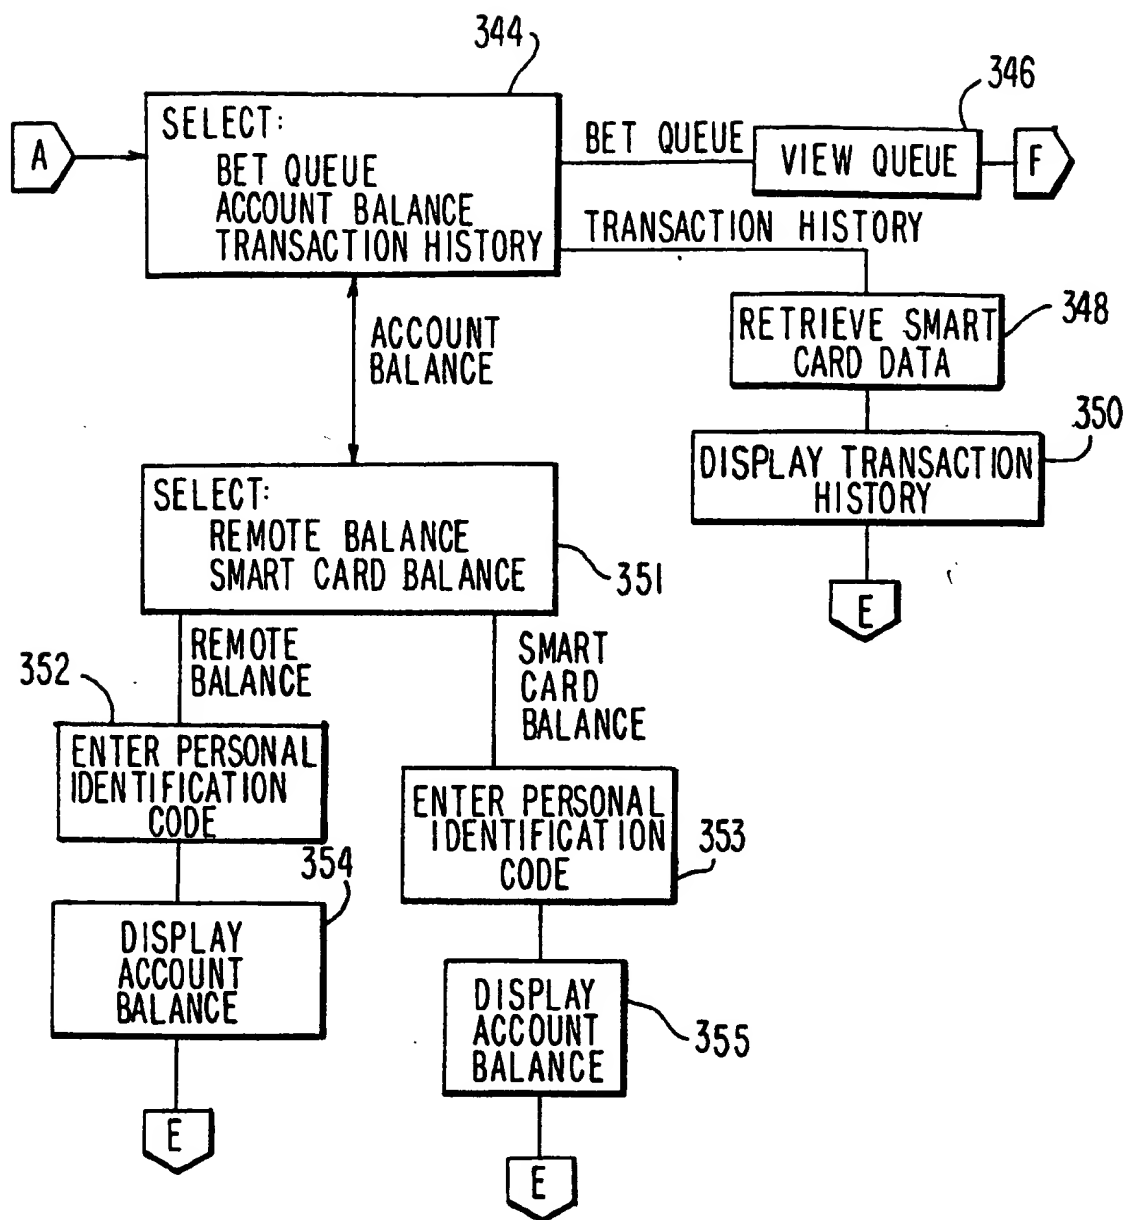 344
346
A
SELECT:
BET QUEUE
ACCOUNT BALANCE
TRANSACTION HISTORY
BET QUEUE
VIEW QUEUE
F
TRANSACTION HISTORY
ACCOUNT
BALANCE
RETRIEVE SMART
CARD DATA
348
DISPLAY TRANSACTION
HISTORY
350
E
SELECT:
REMOTE BALANCE
SMART CARD BALANCE
351
REMOTE
BALANCE
SMART
CARD
BALANCE
352
ENTER PERSONAL
IDENTIFICATION
CODE
ENTER PERSONAL
IDENTIFICATION
CODE
353
354
DISPLAY
ACCOUNT
BALANCE
DISPLAY
ACCOUNT
BALANCE
355
E
E